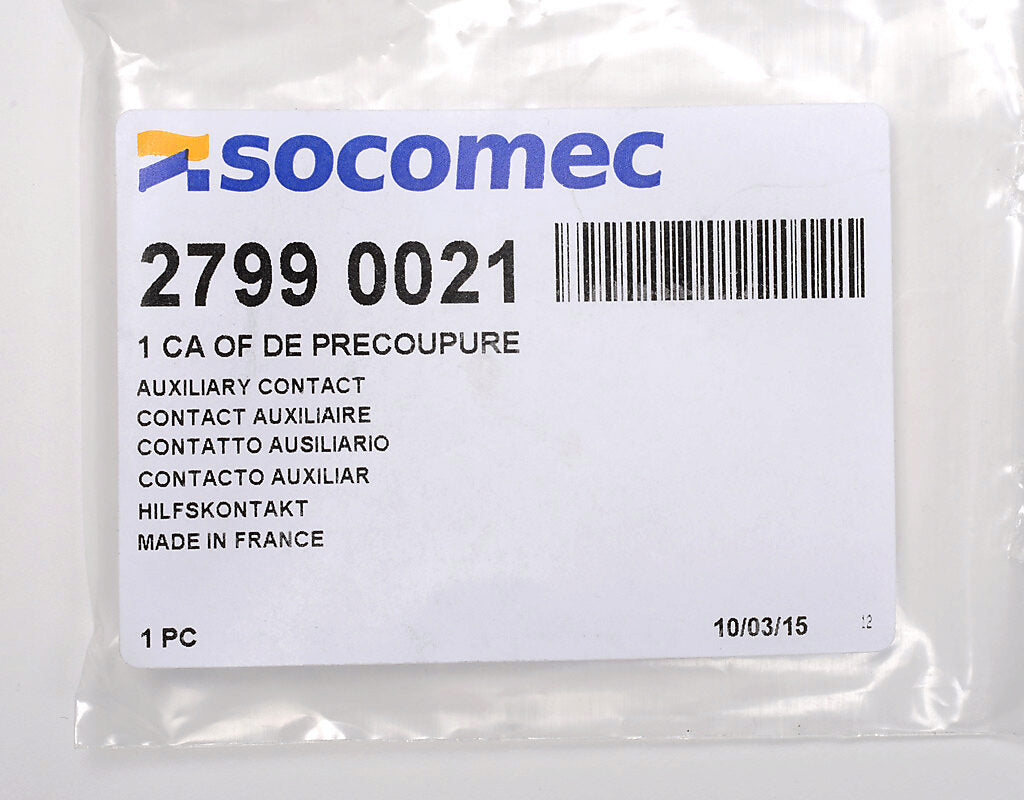 socomec
2799 0021
1 CA OF DE PRECOUPURE
AUXILIARY CONTACT
CONTACT AUXILIAIRE
CONTATTO AUSILIARIO
CONTACTO AUXILIAR
HILFSKONTAKT
MADE IN FRANCE
1 PC
10/03/15
12